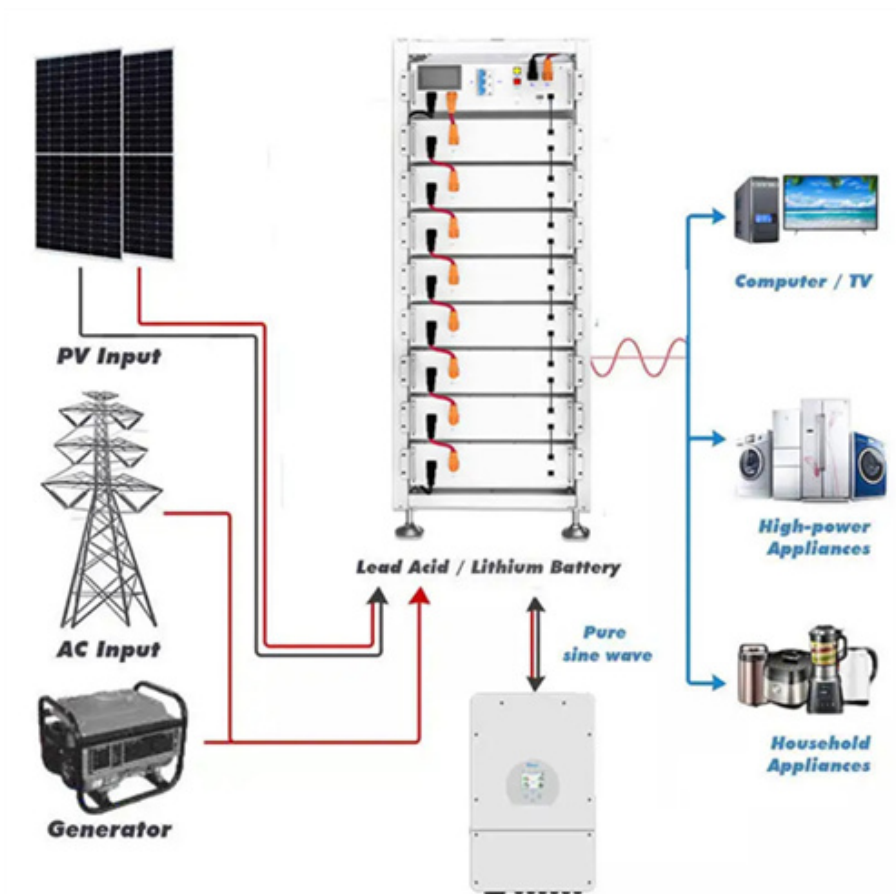 PV Input
AC Input
Generator
Lead Acid / Lithium Battery
Pure
sine wave
Computer / TV
High-power
Appliances
Household
Appliances